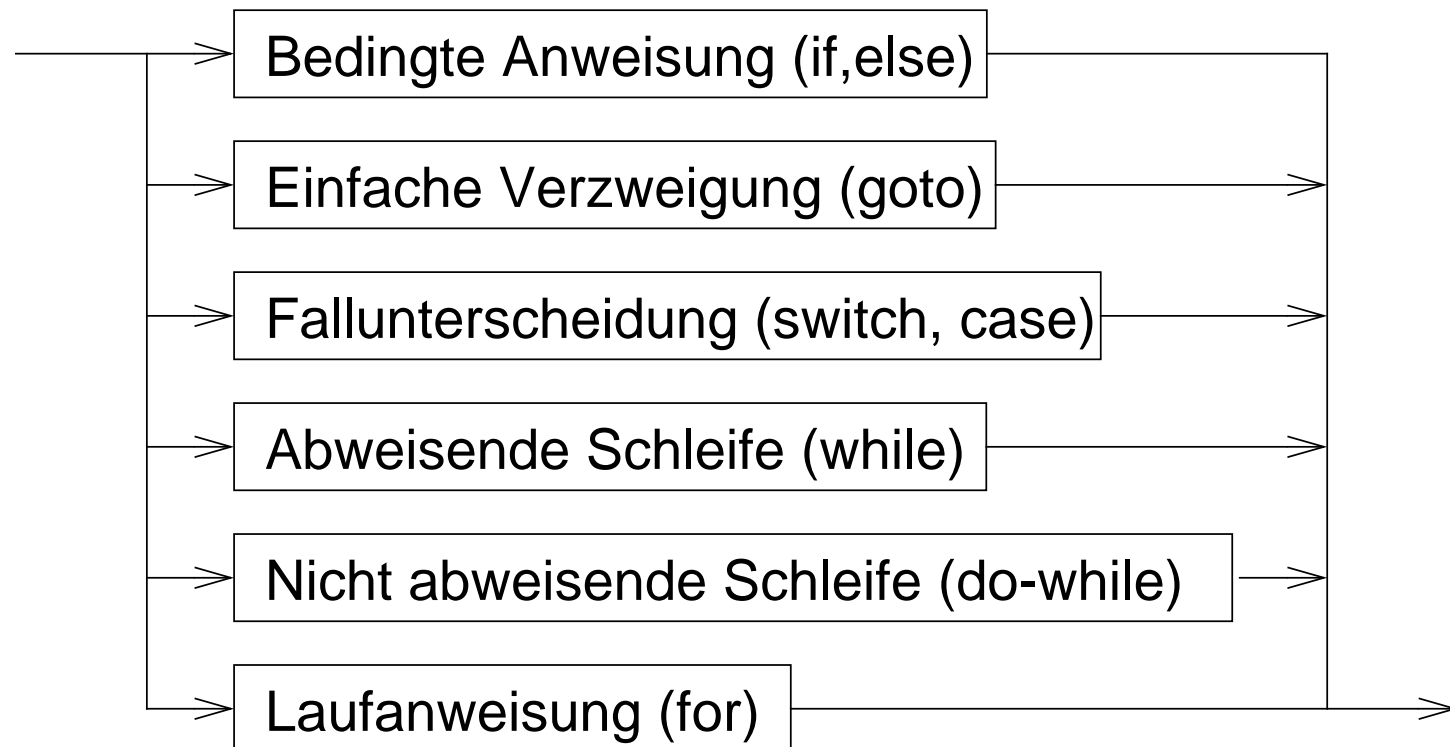 Bedingte Anweisung (if,else)
Einfache Verzweigung (goto)
Fallunterscheidung (switch, case)
Abweisende Schleife (while)
Nicht abweisende Schleife (do-while)
Laufanweisung (for)